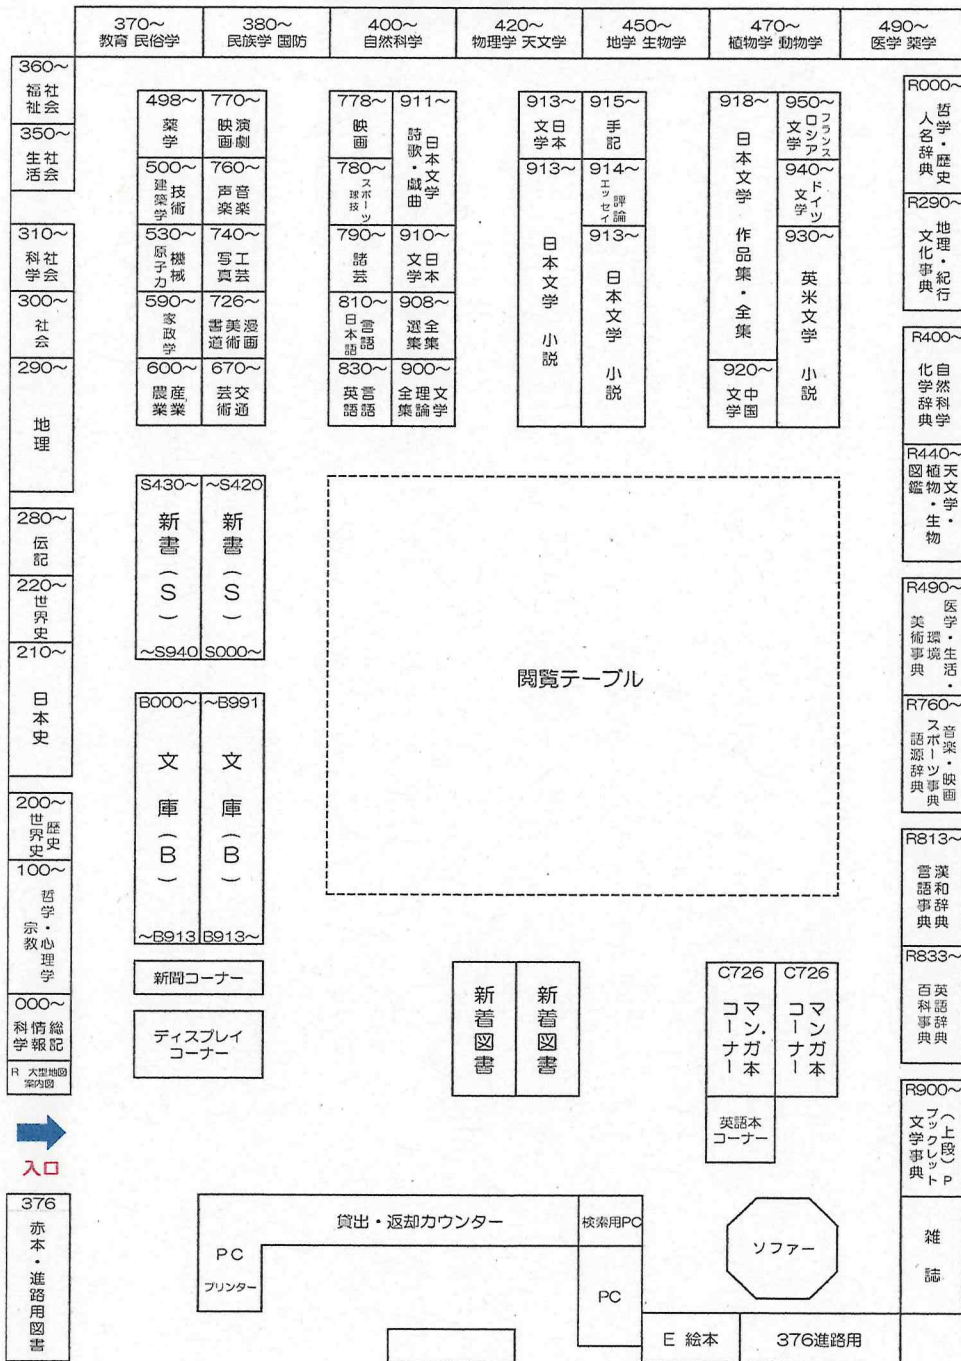 370～
教育 民俗学
380～
民族学 国防
400～
自然科学
420～
物理学 天文学
450～
地学 生物学
470～
植物学 動物学
490～
医学 薬学
360～
社会
福祉
350～
社会
生活
310～
社会
科学
300～
社会
290～
地理
280～
伝記
220～
世界史
210～
日本史
200～
歴史
世界史
100～
哲学・心理学
宗教
000～
総記
情報
科学
R 大型地図
案内図
入口
376
赤本・進路用図書
498～
薬学
500～
技術
建築学
530～
機械
原子力
590～
家政学
600～
産業
農業
770～
演劇
映画
760～
音楽
声楽
740～
工芸
写真
726～
漫画
美術
書道
670～
交通
芸術
778～
映画
780～
スポーツ
球技
790～
諸芸
810～
言語
日本語
830～
言語
英語
911～
日本文学
詩歌・戯曲
910～
日本
文学
908～
全集
選集
900～
文学
理論
全集
913～
日本
文学
913～
日本文学 小説
915～
手記
914～
評論
エッセイ
913～
日本文学 小説
918～
日本文学 作品集・全集
920～
中国
文学
950～
フランス
ロシア
文学
940～
ドイツ
文学
930～
英米文学 小説
S430～
新書(S)
～S940
～S420
新書(S)
S000～
B000～
文庫(B)
～B913
～B991
文庫(B)
B913～
新聞コーナー
ディスプレイ
コーナー
閲覧テーブル
新着図書
新着図書
C726
マンガ本
コーナー
C726
マンガ本
コーナー
英語本
コーナー
R000～
哲学・歴史
人名辞典
R290～
地理・紀行
文化事典
R400～
自然科学
化学辞典
R440～
天文学・
植物・生物
図鑑
R490～
医学・生活・
環境
美術事典
R760～
音楽・映画
スポーツ事典
語源辞典
R813～
漢和辞典
言語事典
R833～
英語辞典
百科事典
R900～
(上段)P
ブックレット
文学事典
雑誌
貸出・返却カウンター
検索用PC
PC
プリンター
PC
ソファー
E 絵本
376進路用